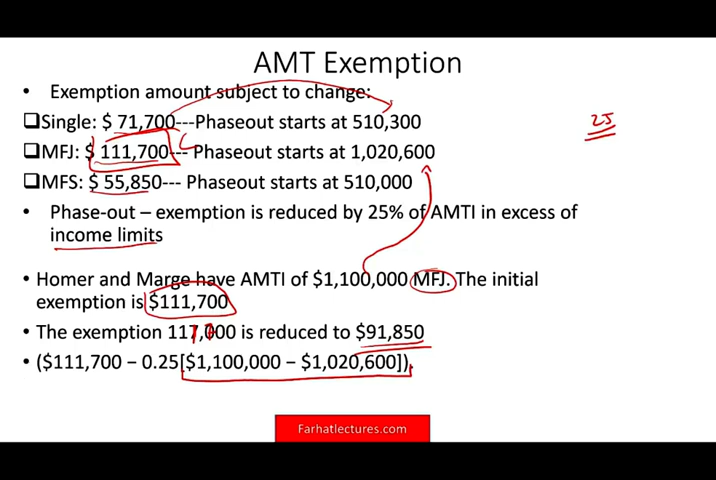 AMT Exemption
• Exemption amount subject to change:
❑Single: $ 71,700---Phaseout starts at 510,300
25
❑MFJ: $ 111,700--- Phaseout starts at 1,020,600
❑MFS: $ 55,850--- Phaseout starts at 510,000
• Phase-out – exemption is reduced by 25% of AMTI in excess of
income limits
• Homer and Marge have AMTI of $1,100,000 MFJ. The initial
exemption is $111,700
• The exemption 117,000 is reduced to $91,850
• ($111,700 – 0.25[$1,100,000 – $1,020,600])
Farhatlectures.com